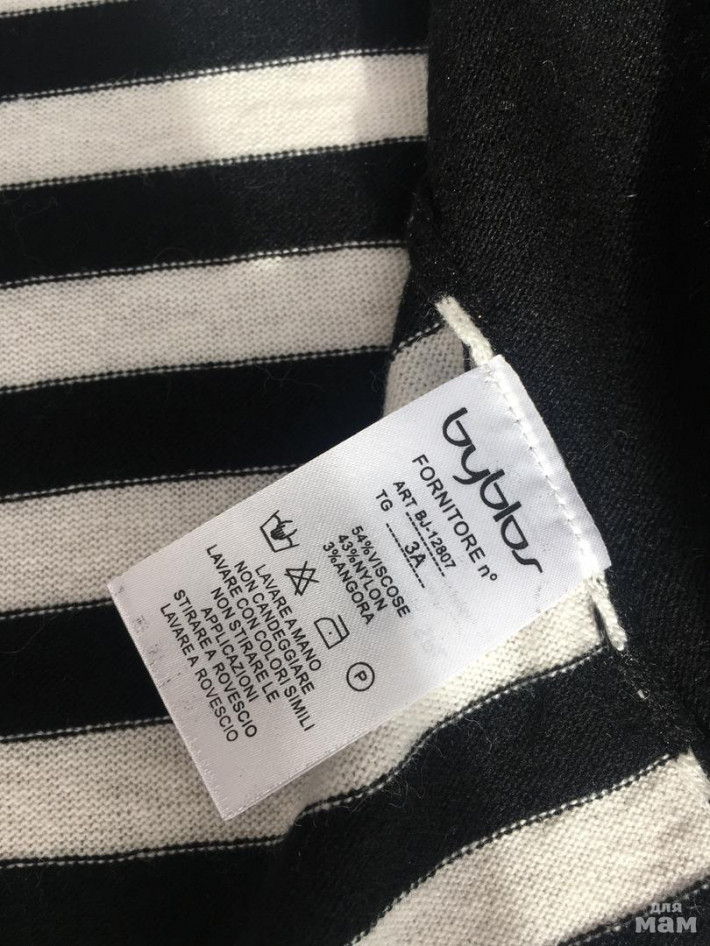 byblos
FORNITORE n°
ART BJ-12807
TG 3A
54%VISCOSE
43%NYLON
3%ANGORA
P
LAVARE A MANO
NON CANDEGGIARE
LAVARE CON COLORI SIMILI
NON STIRARE LE
APPLICAZIONI
STIRARE A ROVESCIO
LAVARE A ROVESCIO
для
мам